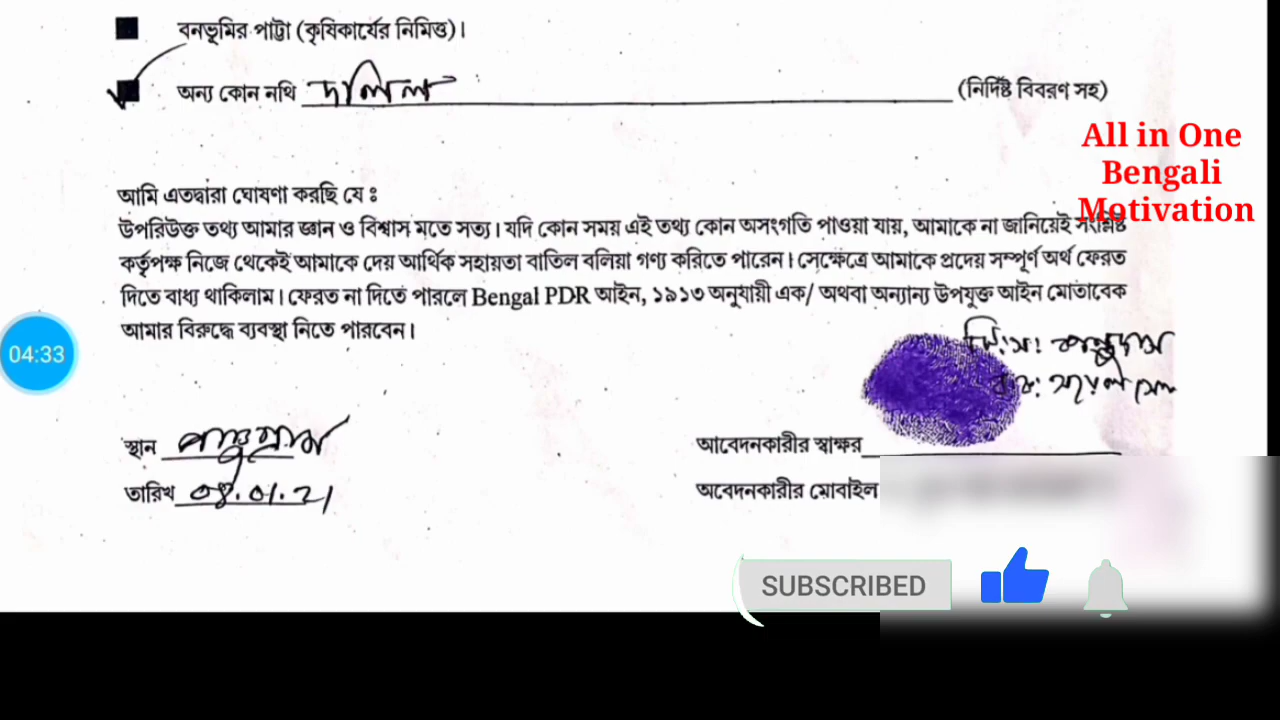 বনভূমির পাট্টা (কৃষিকার্যের নিমিত্ত)।
অন্য কোন নথি দলিল (নির্দিষ্ট বিবরণ সহ)
All in One
Bengali
Motivation
আমি এতদ্বারা ঘোষণা করছি যে ঃ
উপরিউক্ত তথ্য আমার জ্ঞান ও বিশ্বাস মতে সত্য। যদি কোন সময় এই তথ্য কোন অসংগতি পাওয়া যায়, আমাকে না জানিয়েই সংশ্লিষ্ট
কর্তৃপক্ষ নিজে থেকেই আমাকে দেয় আর্থিক সহায়তা বাতিল বলিয়া গণ্য করিতে পারেন। সেক্ষেত্রে আমাকে প্রদেয় সম্পূর্ণ অর্থ ফেরত
দিতে বাধ্য থাকিলাম। ফেরত না দিতে পারলে Bengal PDR আইন, ১৯১৩ অনুযায়ী এক/ অথবা অন্যান্য উপযুক্ত আইন মোতাবেক
আমার বিরুদ্ধে ব্যবস্থা নিতে পারবেন।
04:33
স্থান
আবেদনকারীর স্বাক্ষর
তারিখ ০৪.০১.২১
অবেদনকারীর মোবাইল
SUBSCRIBED